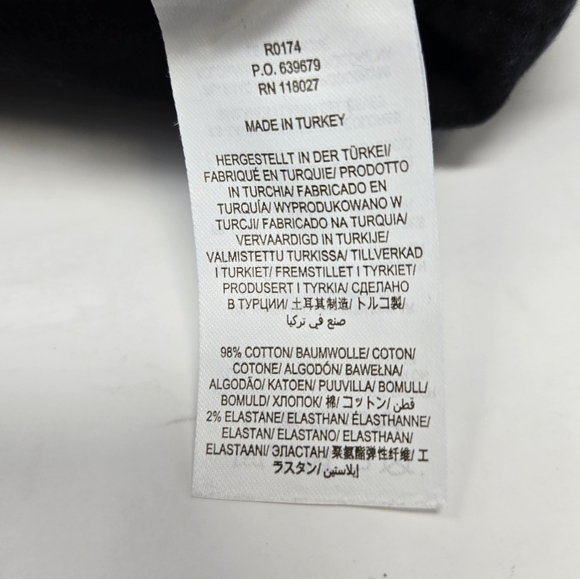 R0174
P.O. 639679
RN 118027
MADE IN TURKEY
HERGESTELLT IN DER TÜRKEI/
FABRIQUÉ EN TURQUIE/ PRODOTTO
IN TURCHIA/ FABRICADO EN
TURQUÍA/ WYPRODUKOWANO W
TURCJI/ FABRICADO NA TURQUIA/
VERVAARDIGD IN TURKIJE/
VALMISTETTU TURKISSA/ TILLVERKAD
I TURKIET/ FREMSTILLET I TYRKIET/
PRODUSERT I TYRKIA/ СДЕЛАНО
В ТУРЦИИ/ 土耳其制造/ トルコ製/
صنع في تركيا
98% COTTON/ BAUMWOLLE/ COTON/
COTONE/ ALGODÓN/ BAWEŁNA/
ALGODÃO/ KATOEN/ PUUVILLA/ BOMULL/
BOMULD/ ХЛОПОК/ 棉/ コットン/ قطن/
2% ELASTANE/ ELASTHAN/ ÉLASTHANNE/
ELASTAN/ ELASTANO/ ELASTHAAN/
ELASTAANI/ ЭЛАСТАН/ 聚氨酯弹性纤维/ エ
ラスタン/ إيلاستين/